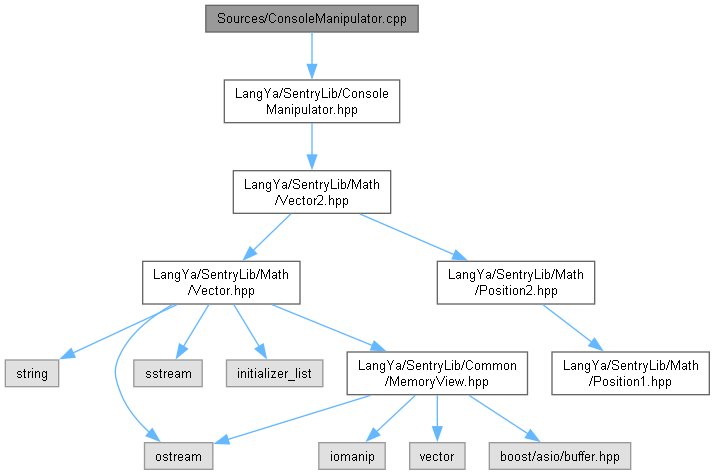 Sources/ConsoleManipulator.cpp
LangYa/SentryLib/Console
Manipulator.hpp
LangYa/SentryLib/Math
/Vector2.hpp
LangYa/SentryLib/Math
/Vector.hpp
LangYa/SentryLib/Math
/Position2.hpp
string
sstream
initializer_list
LangYa/SentryLib/Common
/MemoryView.hpp
LangYa/SentryLib/Math
/Position1.hpp
ostream
iomanip
vector
boost/asio/buffer.hpp